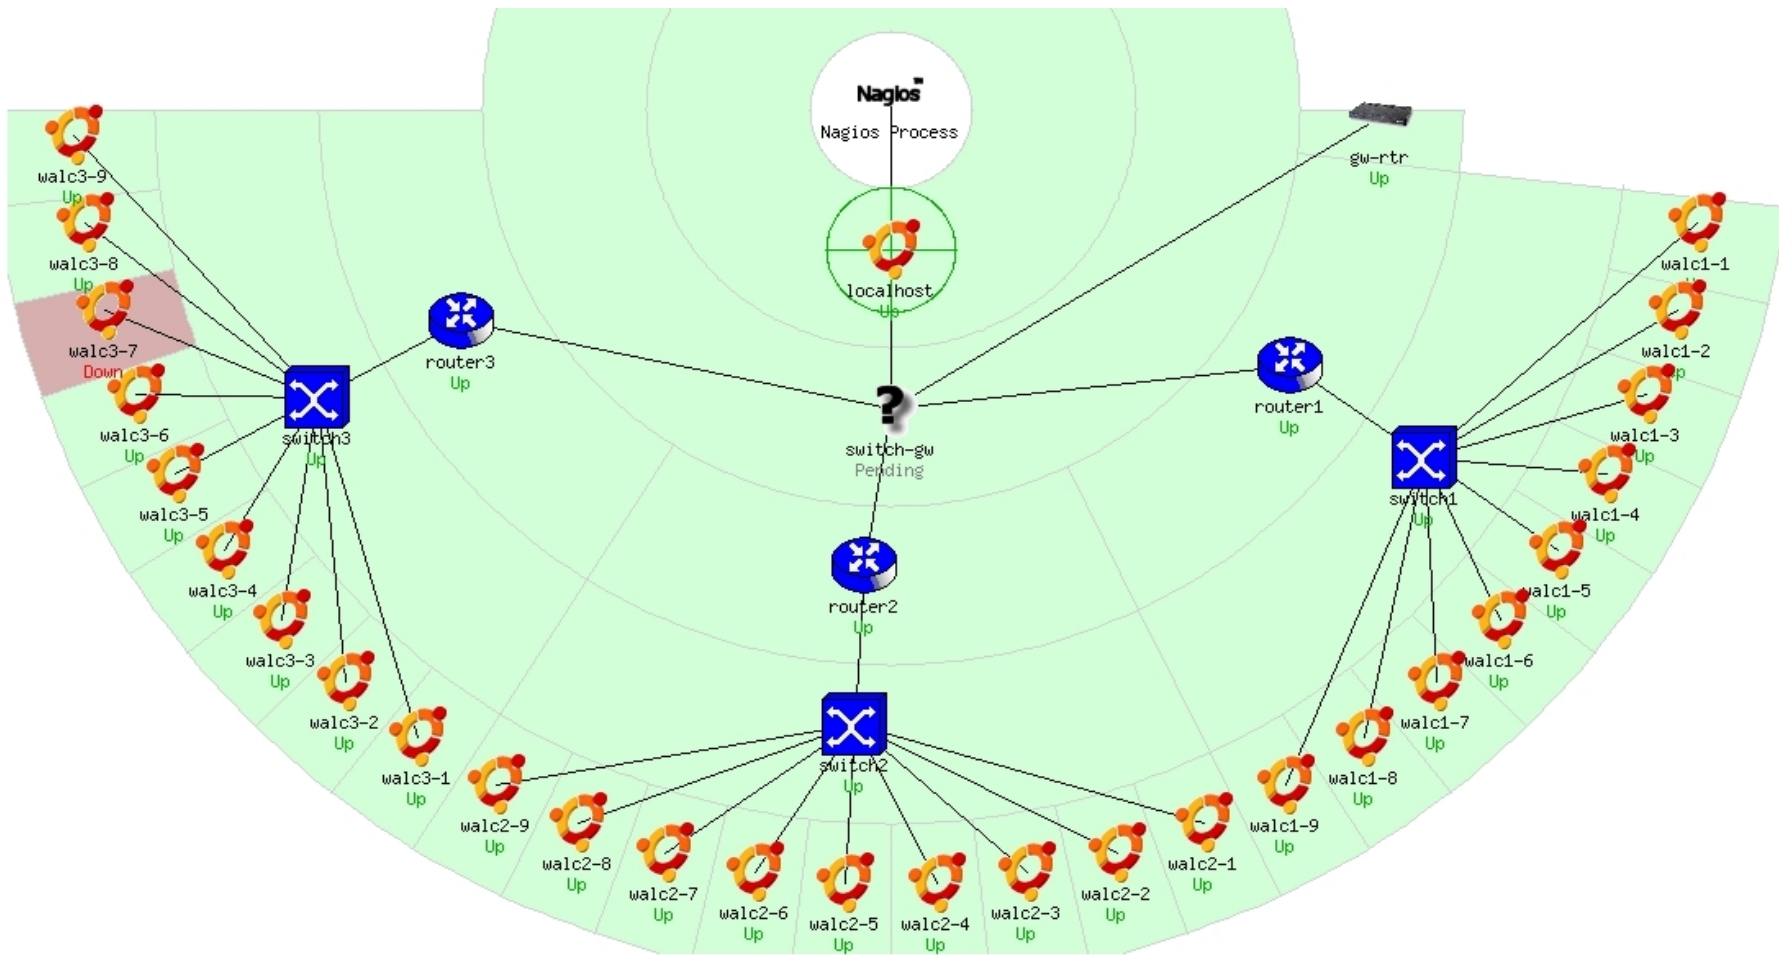 Nagios™
Nagios Process
localhost
Up
gw-rtr
Up
switch-gw
Pending
router3
Up
router1
Up
router2
Up
switch3
Up
switch1
Up
switch2
Up
walc3-9
Up
walc3-8
Up
walc3-7
Down
walc3-6
Up
walc3-5
Up
walc3-4
Up
walc3-3
Up
walc3-2
Up
walc3-1
Up
walc2-9
Up
walc2-8
Up
walc2-7
Up
walc2-6
Up
walc2-5
Up
walc2-4
Up
walc2-3
Up
walc2-2
Up
walc2-1
Up
walc1-9
Up
walc1-8
Up
walc1-7
Up
walc1-6
Up
walc1-5
Up
walc1-4
Up
walc1-3
Up
walc1-2
Up
walc1-1